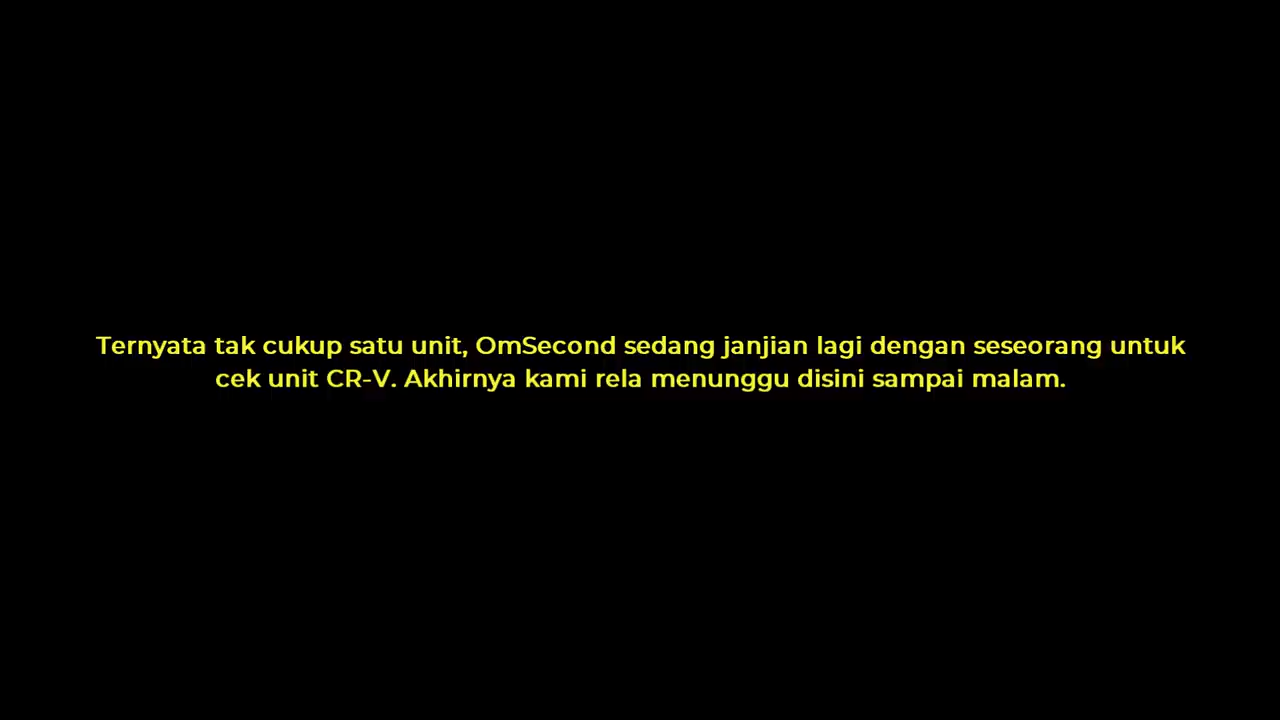 Ternyata tak cukup satu unit, OmSecond sedang janjian lagi dengan seseorang untuk
cek unit CR-V. Akhirnya kami rela menunggu disini sampai malam.